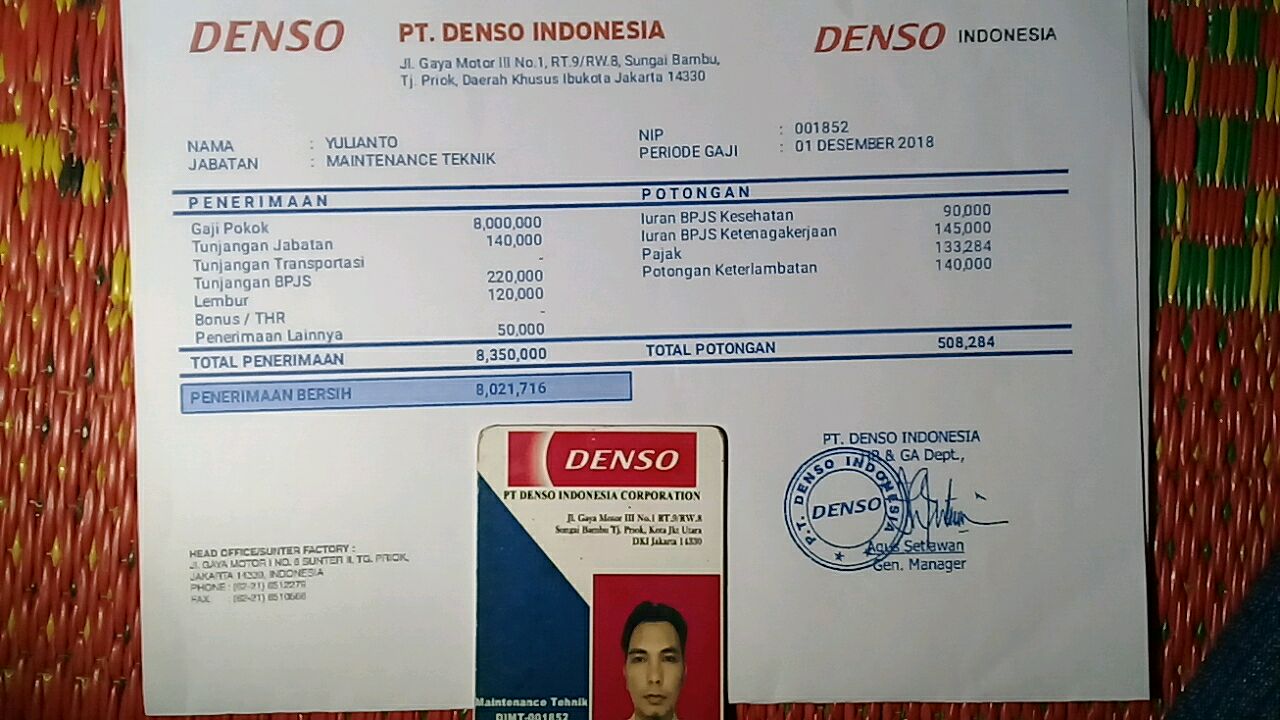 DENSO
PT. DENSO INDONESIA
DENSO INDONESIA
Jl. Gaya Motor III No.1, RT.9/RW.8, Sungai Bambu,
Tj. Priok, Daerah Khusus Ibukota Jakarta 14330
NAMA : YULIANTO
JABATAN : MAINTENANCE TEKNIK
NIP : 001852
PERIODE GAJI : 01 DESEMBER 2018
PENERIMAAN
Gaji Pokok 8,000,000
Tunjangan Jabatan 140,000
Tunjangan Transportasi -
Tunjangan BPJS 220,000
Lembur 120,000
Bonus / THR -
Penerimaan Lainnya 50,000
TOTAL PENERIMAAN 8,350,000
POTONGAN
Iuran BPJS Kesehatan 90,000
Iuran BPJS Ketenagakerjaan 145,000
Pajak 133,284
Potongan Keterlambatan 140,000
TOTAL POTONGAN 508,284
PENERIMAAN BERSIH 8,021,716
PT. DENSO INDONESIA
& GA Dept.,
P.T. DENSO INDONESIA
DENSO
Agus Setiawan
Gen. Manager
HEAD OFFICE/SUNTER FACTORY :
JL. GAYA MOTOR I NO. 6 SUNTER II, TG. PRIOK,
JAKARTA 14330, INDONESIA
PHONE : (62-21) 6512279
FAX : (62-21) 6510566
DENSO
PT DENSO INDONESIA CORPORATION
Jl. Gaya Motor III No.1 RT.9/RW.8
Sungai Bambu Tj. Priok, Kota Jkt Utara
DKI Jakarta 14330
Maintenance Tehnik
DIMT-001852